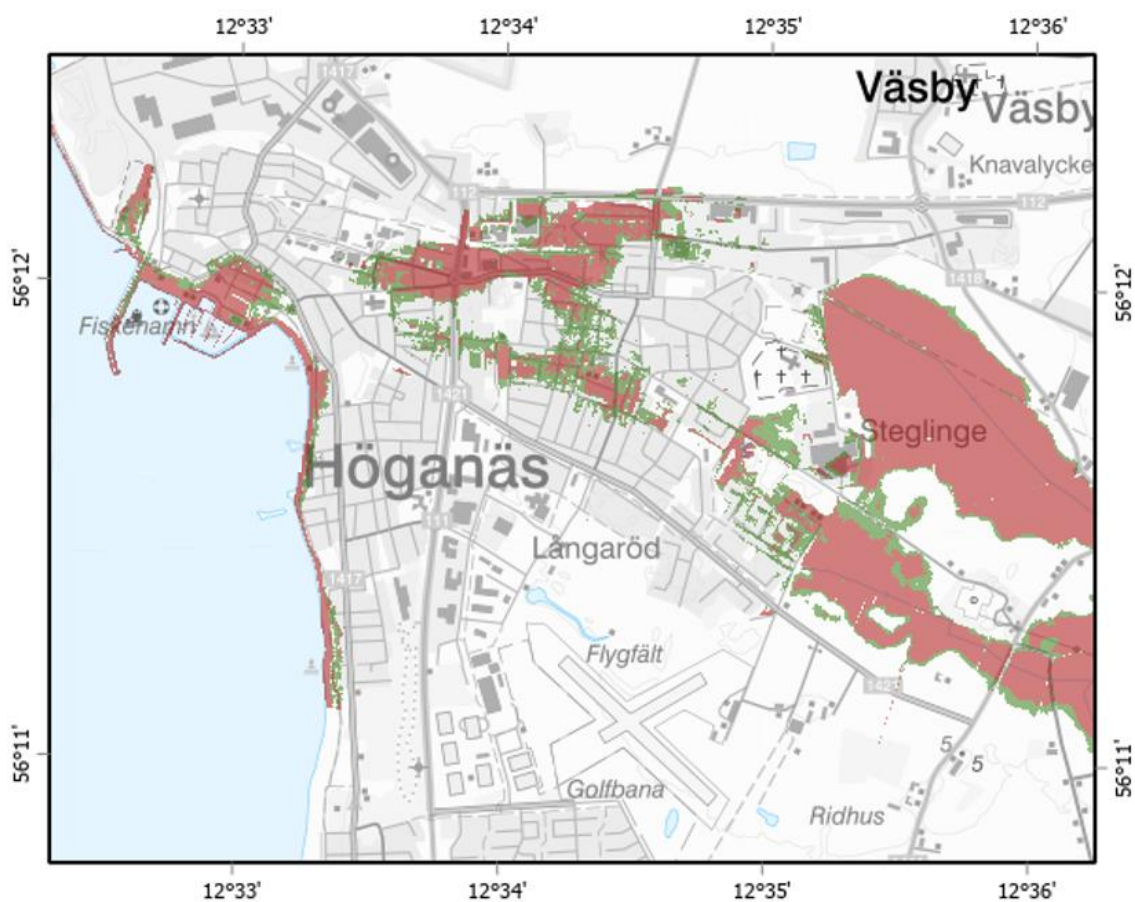 12°33'
12°34'
12°35'
12°36'
1417
Väsby
Väsby
Knavalycke
112
112
56°12'
56°12'
1418
Fiskehamn
1421
Steglinge
Höganäs
111
Långaröd
1417
Flygfält
1421
56°11'
56°11'
5
5
Golfbana
Ridhus
12°33'
12°34'
12°35'
12°36'